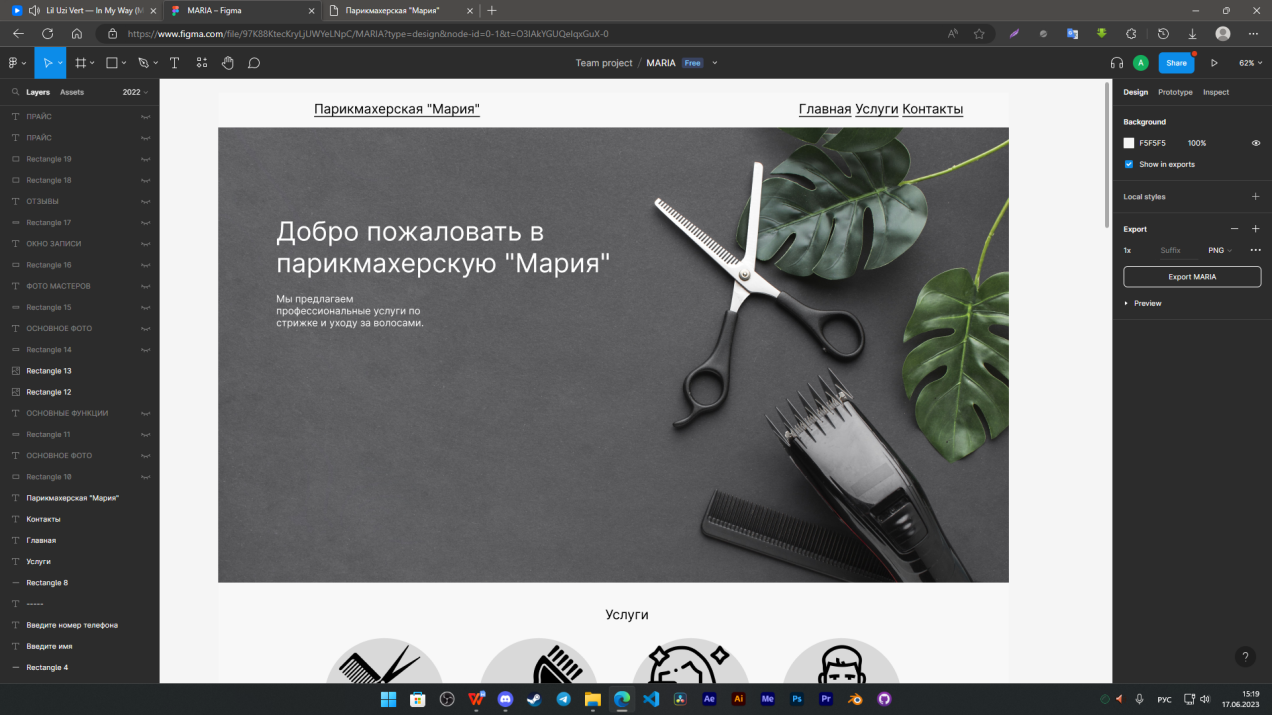 Lil Uzi Vert — In My Way (M
MARIA – Figma
Парикмахерская "Мария"
https://www.figma.com/file/97K88KtecKryLjUWYeLNpC/MARIA?type=design&node-id=0-1&t=O3IAkYGUQeIqxGuX-0
Team project / MARIA Free
A
Share
62%
Layers
Assets
2022
ПРАЙС
ПРАЙС
Rectangle 19
Rectangle 18
ОТЗЫВЫ
Rectangle 17
ОКНО ЗАПИСИ
Rectangle 16
ФОТО МАСТЕРОВ
Rectangle 15
ОСНОВНОЕ ФОТО
Rectangle 14
Rectangle 13
Rectangle 12
ОСНОВНЫЕ ФУНКЦИИ
Rectangle 11
ОСНОВНОЕ ФОТО
Rectangle 10
Парикмахерская "Мария"
Контакты
Главная
Услуги
Rectangle 8
-----
Введите номер телефона
Введите имя
Rectangle 4
Парикмахерская "Мария"
Главная Услуги Контакты
Добро пожаловать в
парикмахерскую "Мария"
Мы предлагаем
профессиональные услуги по
стрижке и уходу за волосами.
Услуги
Design
Prototype
Inspect
Background
F5F5F5
100%
Show in exports
Local styles
Export
1x
Suffix
PNG
Export MARIA
Preview
?
Ae
Ai
Me
Ps
Pr
РУС
15:19
17.06.2023